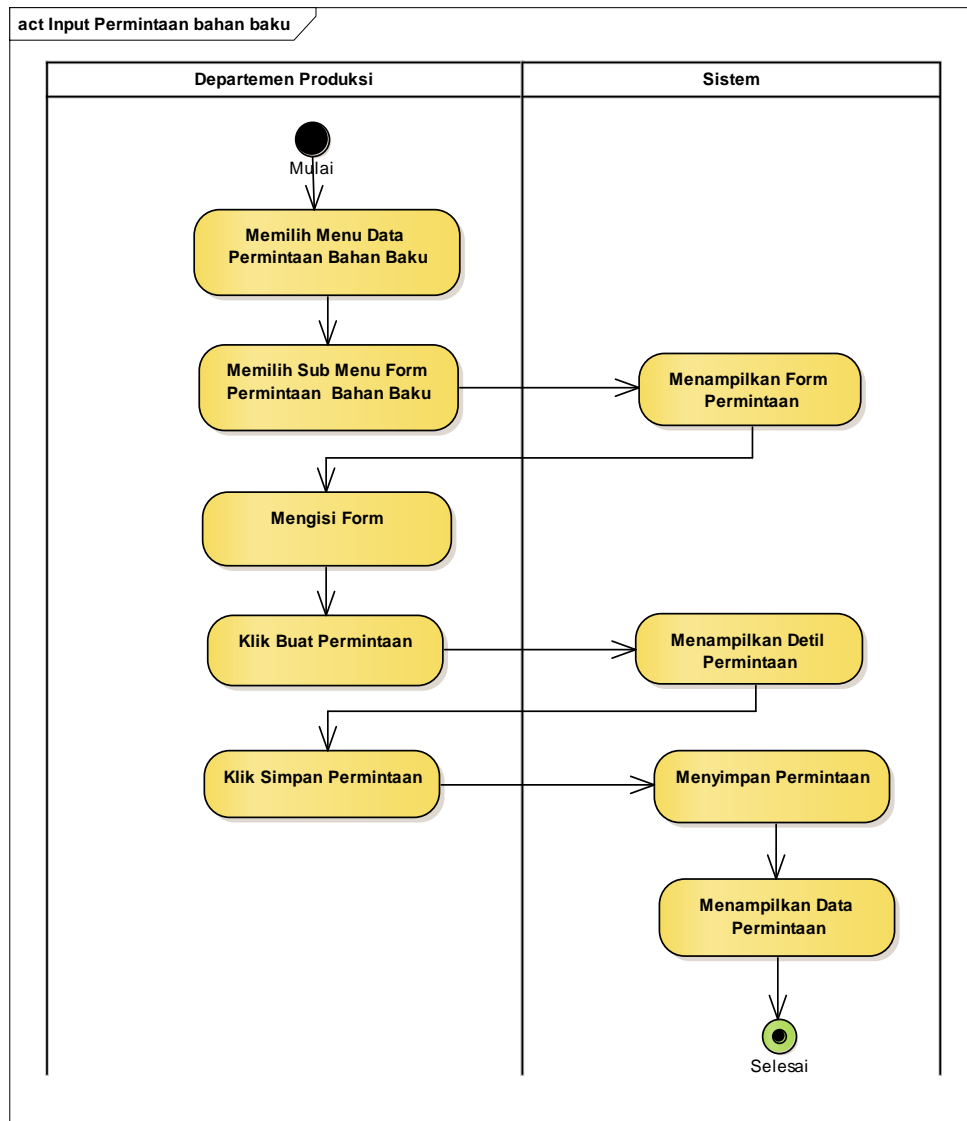 act Input Permintaan bahan baku
Departemen Produksi
Sistem
Mulai
Memilih Menu Data
Permintaan Bahan Baku
Memilih Sub Menu Form
Permintaan  Bahan Baku
Menampilkan Form
Permintaan
Mengisi Form
Klik Buat Permintaan
Menampilkan Detil
Permintaan
Klik Simpan Permintaan
Menyimpan Permintaan
Menampilkan Data
Permintaan
Selesai